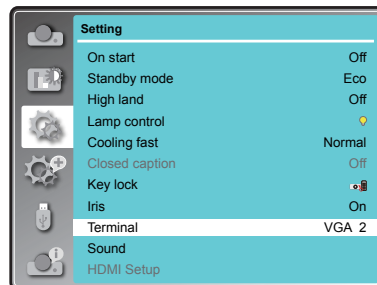 Setting
On start Off
Standby mode Eco
High land Off
Lamp control
Cooling fast Normal
Closed caption Off
Key lock
Iris On
Terminal VGA 2
Sound
HDMI Setup